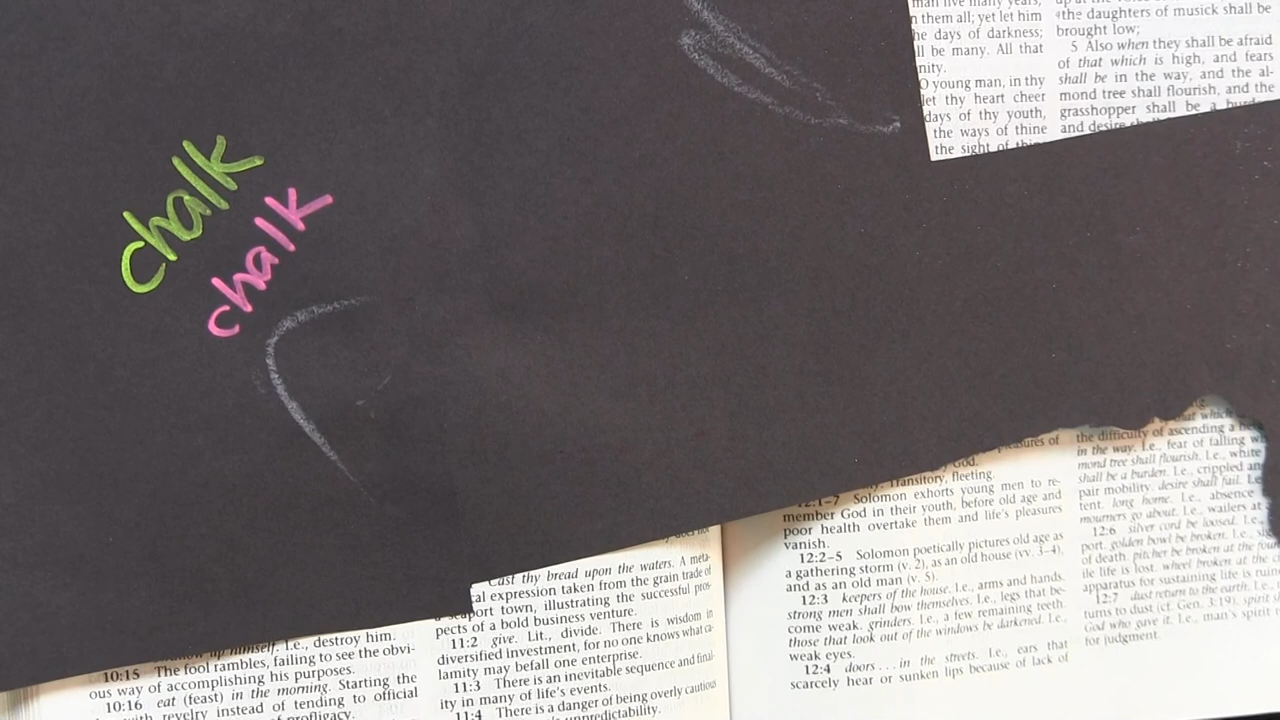 man live many years,
them all; yet let him
the days of darkness;
be many. All that
O young man, in thy
let thy heart cheer
days of thy youth,
the ways of thine
the sight of
the daughters of musick shall be
brought low;
5 Also when they shall be afraid
of that which is high, and fears
shall be in the way, and the al-
mond tree shall flourish, and the
grasshopper shall be a
and desire
chalk
chalk
himself. I.e., destroy him.
10:15 The fool rambles, failing to see the obvi-
ous way of accomplishing his purposes.
10:16 eat (feast) in the morning. Starting the
with revelry instead of tending to official
profligacy.
Cast thy bread upon the waters. A meta-
expression taken from the grain trade of
town, illustrating the successful pros-
pects of a bold business venture.
11:2 give. Lit., divide. There is wisdom in
diversified investment, for no one knows what ca-
lamity may befall one enterprise.
11:3 There is an inevitable sequence and final-
ity in many of life's events.
11:4 There is a danger of being overly cautious
unpredictability.
pleasures of
God.
Transitory, fleeting.
12:1–7 Solomon exhorts young men to re-
member God in their youth, before old age and
poor health overtake them and life's pleasures
vanish.
12:2–5 Solomon poetically pictures old age as
a gathering storm (v. 2), as an old house (vv. 3–4),
and as an old man (v. 5).
12:3 keepers of the house. I.e., arms and hands.
strong men shall bow themselves. I.e., legs that be-
come weak. grinders. I.e., a few remaining teeth.
those that look out of the windows be darkened. I.e.,
weak eyes.
12:4 doors . . . in the streets. I.e., ears that
scarcely hear or sunken lips because of lack of
that which
the difficulty of ascending a
in the way. I.e., fear of falling
mond tree shall flourish. I.e., white
shall be a burden. I.e., crippled
pair mobility. desire shall fail.
tent. long home. I.e., absence
mourners go about. I.e., wailers at
12:6 silver cord be loosed. I.e.,
port. golden bowl be broken. I.e.,
of death. pitcher be broken at the
ile life is lost. wheel broken at the
apparatus for sustaining life is
12:7 dust return to the earth. I.e.,
turns to dust (cf. Gen. 3:19). spirit
God who gave it. I.e., man's spirit
for judgment.